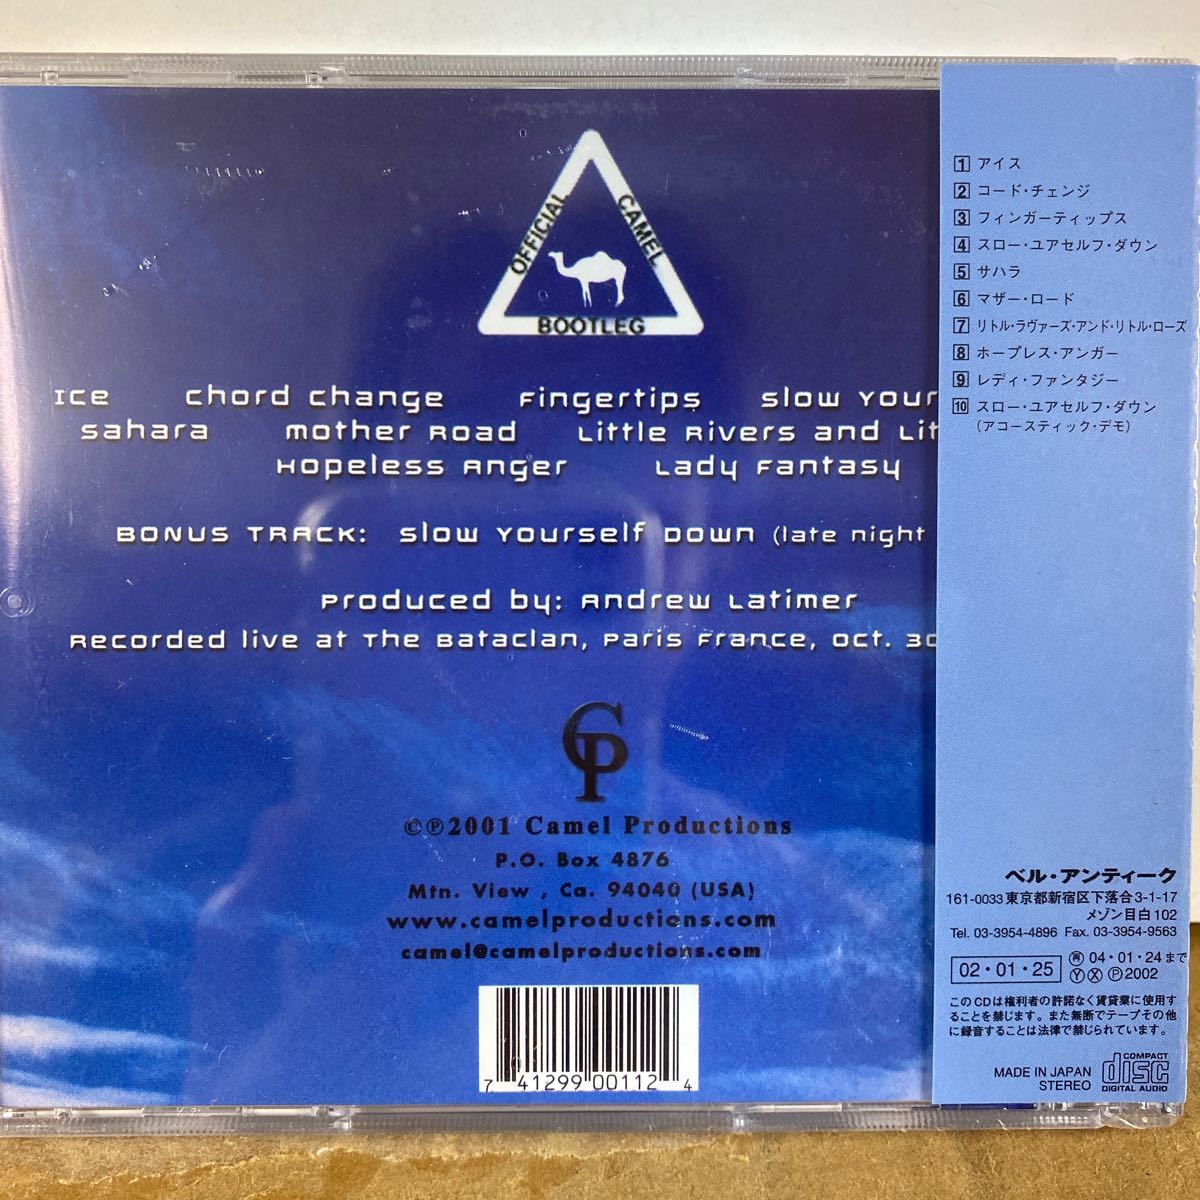 OFFICIAL CAMEL BOOTLEG
Ice Chord Change Fingertips Slow Your
Sahara Mother Road Little Rivers and Lit
Hopeless Anger Lady Fantasy
BONUS TRACK: Slow Yourself Down (late night
Produced by: Andrew Latimer
Recorded live at The Bataclan, Paris France, Oct. 30
CP
©℗2001 Camel Productions
P.O. Box 4876
Mtn. View , Ca. 94040 (USA)
www.camelproductions.com
camel@camelproductions.com
7 41299 00112 4
1 アイス
2 コード・チェンジ
3 フィンガーティップス
4 スロー・ユアセルフ・ダウン
5 サハラ
6 マザー・ロード
7 リトル・ラヴァーズ・アンド・リトル・ローズ
8 ホープレス・アンガー
9 レディ・ファンタジー
10 スロー・ユアセルフ・ダウン
(アコースティック・デモ)
ベル・アンティーク
161-0033東京都新宿区下落合3-1-17
メゾン目白102
Tel. 03-3954-4896 Fax. 03-3954-9563
02・01・25
㋮04・01・24まで
ⓎⓍ℗2002
このCDは権利者の許諾なく賃貸業に使用す
ることを禁じます。また無断でテープその他
に録音することは法律で禁じられています。
MADE IN JAPAN
STEREO
COMPACT
disc
DIGITAL AUDIO